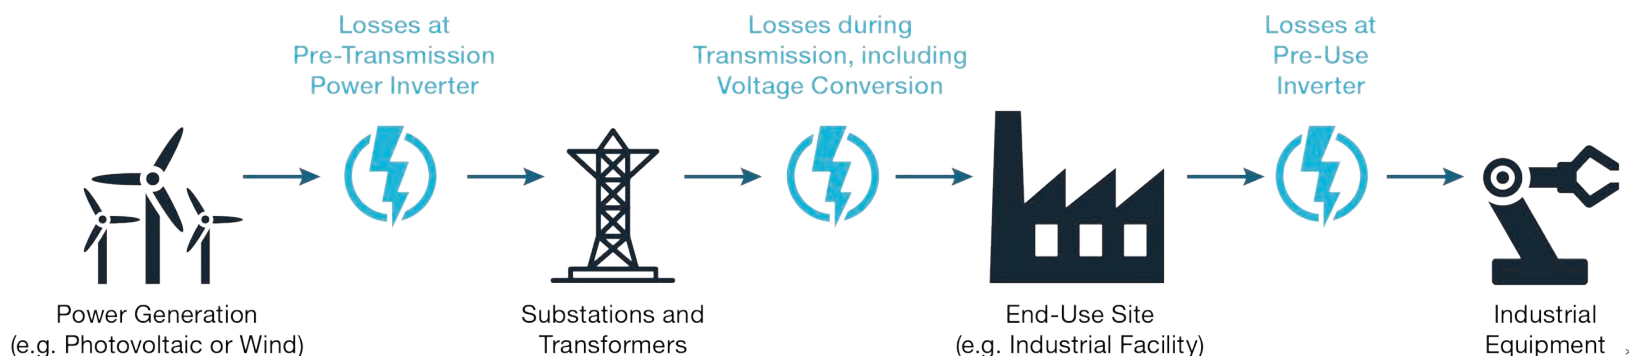 Losses at
Pre-Transmission
Power Inverter
Losses during
Transmission, including
Voltage Conversion
Losses at
Pre-Use
Inverter
Power Generation
(e.g. Photovoltaic or Wind)
Substations and
Transformers
End-Use Site
(e.g. Industrial Facility)
Industrial
Equipment